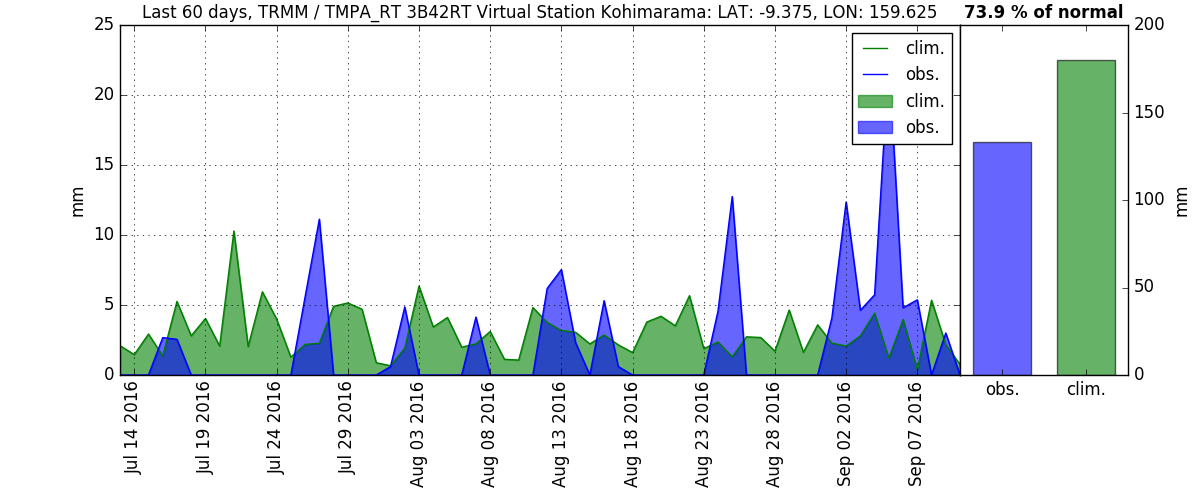 Last 60 days, TRMM / TMPA_RT 3B42RT Virtual Station Kohimarama: LAT: -9.375, LON: 159.625
73.9 % of normal
25
20
15
10
5
0
mm
clim.
obs.
clim.
obs.
200
150
100
50
0
mm
Jul 14 2016
Jul 19 2016
Jul 24 2016
Jul 29 2016
Aug 03 2016
Aug 08 2016
Aug 13 2016
Aug 18 2016
Aug 23 2016
Aug 28 2016
Sep 02 2016
Sep 07 2016
obs.
clim.